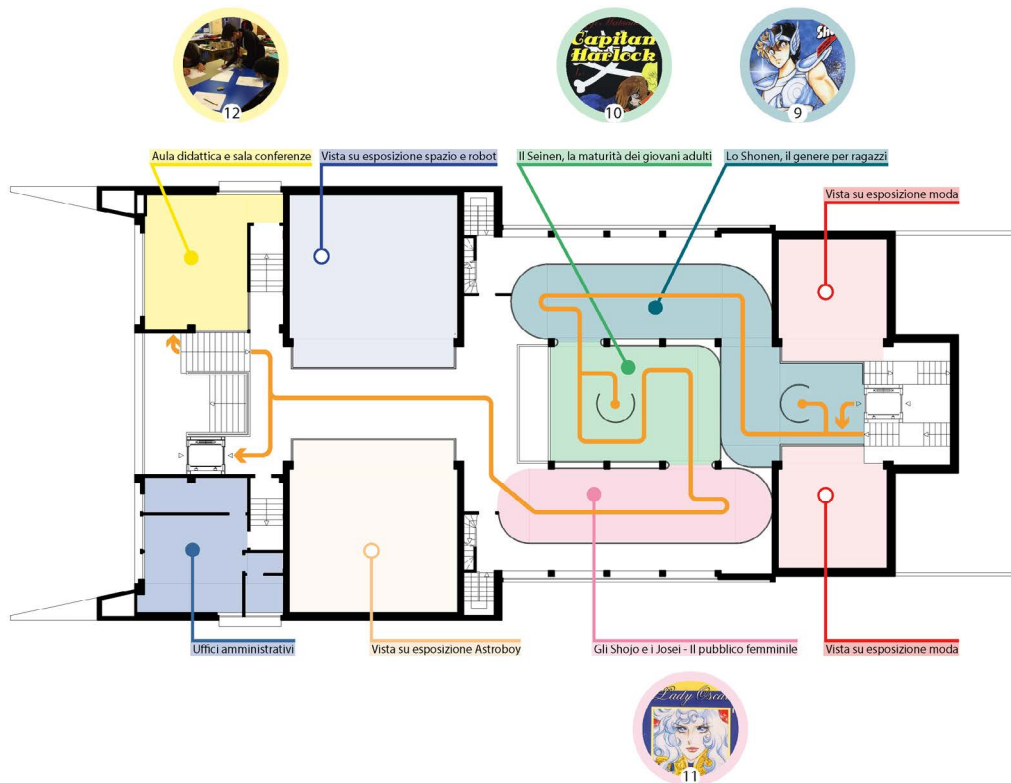 Capitan
Harlock
12
10
9
Aula didattica e sala conferenze
Vista su esposizione spazio e robot
Il Seinen, la maturità dei giovani adulti
Lo Shonen, il genere per ragazzi
Vista su esposizione moda
Uffici amministrativi
Vista su esposizione Astroboy
Gli Shojo e i Josei - Il pubblico femminile
Vista su esposizione moda
Lady Oscar
11